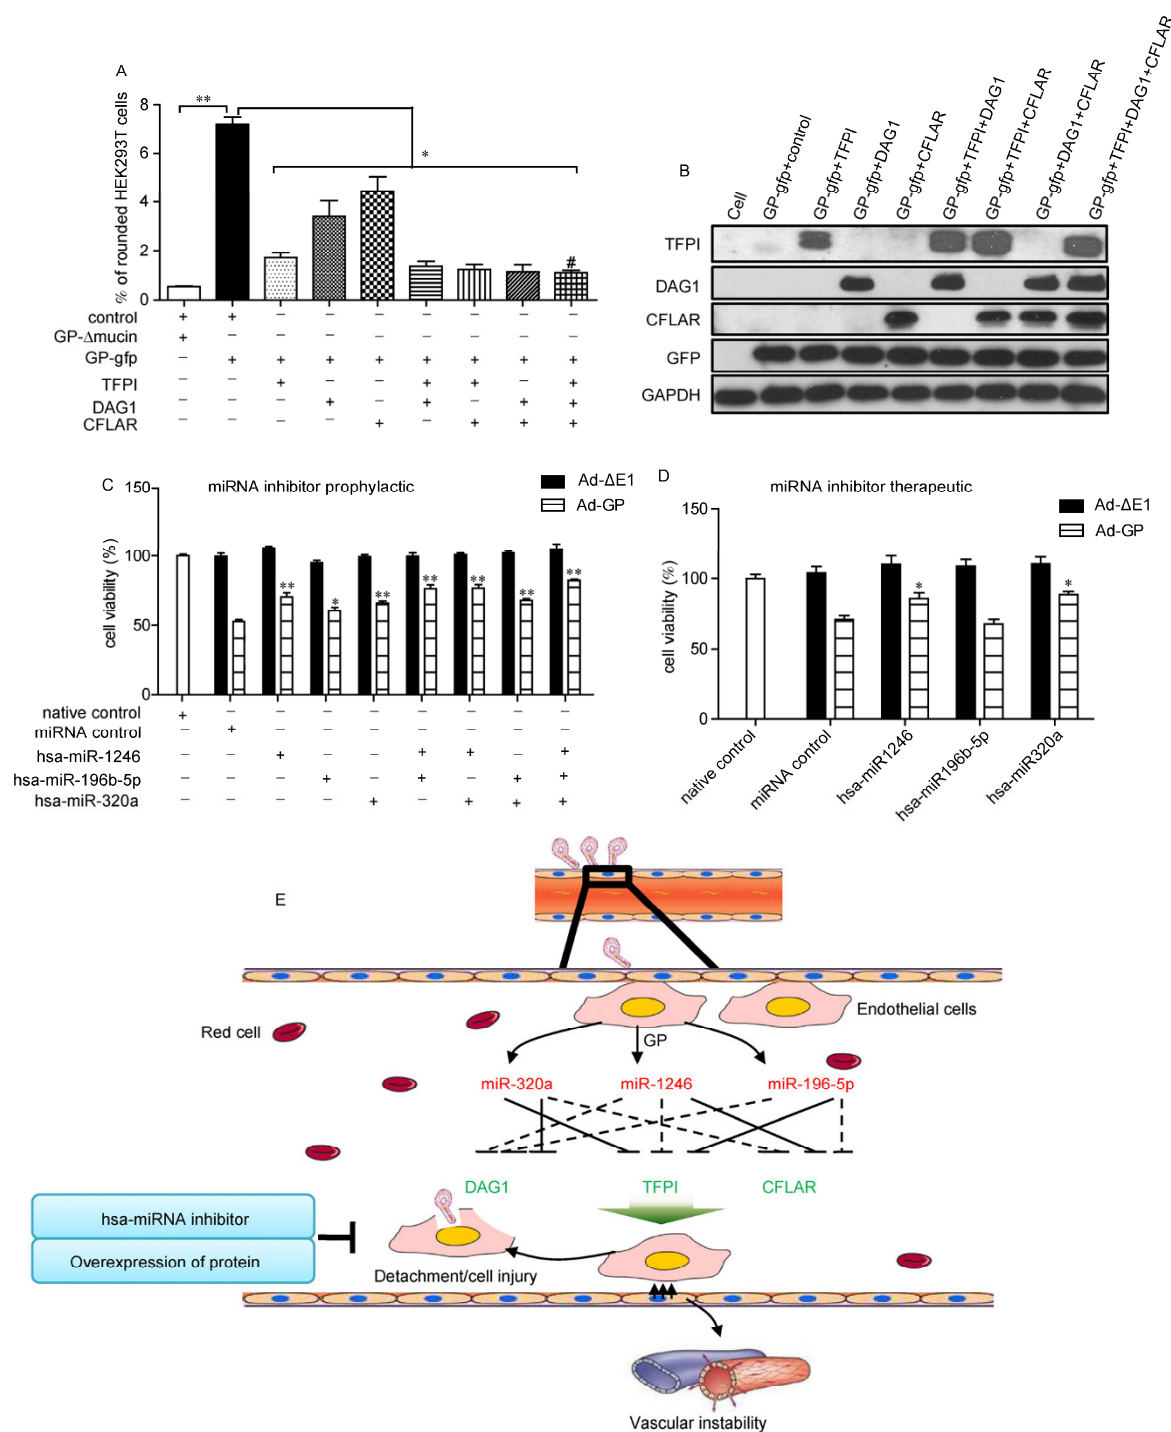 A
% of rounded HEK293T cells
8
6
4
2
0
**
*
#
control + + − − − − − − −
GP-Δmucin + − − − − − − − −
GP-gfp − + + + + + + + +
TFPI − − + − − + + − +
DAG1 − − − + − + − + +
CFLAR − − − − + − + + +
B
Cell
GP-gfp+control
GP-gfp+TFPI
GP-gfp+DAG1
GP-gfp+CFLAR
GP-gfp+TFPI+DAG1
GP-gfp+TFPI+CFLAR
GP-gfp+DAG1+CFLAR
GP-gfp+TFPI+DAG1+CFLAR
TFPI
DAG1
CFLAR
GFP
GAPDH
C
miRNA inhibitor prophylactic
Ad-ΔE1
Ad-GP
cell viability (%)
150
100
50
0
** * ** ** ** ** **
native control + − − − − − − − −
miRNA control − + − − − − − − −
hsa-miR-1246 − − + − − + + − +
hsa-miR-196b-5p − − − + − + − + +
hsa-miR-320a − − − − + − + + +
D
miRNA inhibitor therapeutic
Ad-ΔE1
Ad-GP
cell viability (%)
150
100
50
0
* *
native control
miRNA control
hsa-miR1246
hsa-miR196b-5p
hsa-miR320a
E
Endothelial cells
Red cell
GP
miR-320a miR-1246 miR-196-5p
DAG1 TFPI CFLAR
hsa-miRNA inhibitor
Overexpression of protein
Detachment/cell injury
Vascular instability